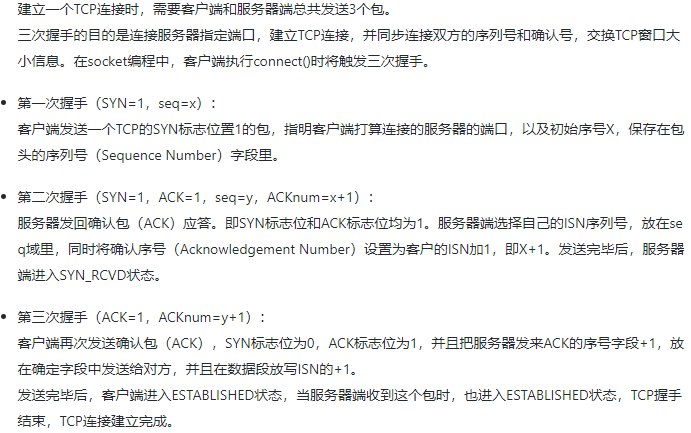 建立一个TCP连接时，需要客户端和服务器端总共发送3个包。
三次握手的目的是连接服务器指定端口，建立TCP连接，并同步连接双方的序列号和确认号，交换TCP窗口大
小信息。在socket编程中，客户端执行connect()时将触发三次握手。
• 第一次握手（SYN=1，seq=x）：
客户端发送一个TCP的SYN标志位置1的包，指明客户端打算连接的服务器的端口，以及初始序号X，保存在包
头的序列号（Sequence Number）字段里。
• 第二次握手（SYN=1，ACK=1，seq=y，ACKnum=x+1）：
服务器发回确认包（ACK）应答。即SYN标志位和ACK标志位均为1。服务器端选择自己的ISN序列号，放在se
q域里，同时将确认序号（Acknowledgement Number）设置为客户的ISN加1，即X+1。发送完毕后，服务器
端进入SYN_RCVD状态。
• 第三次握手（ACK=1，ACKnum=y+1）：
客户端再次发送确认包（ACK），SYN标志位为0，ACK标志位为1，并且把服务器发来ACK的序号字段+1，放
在确定字段中发送给对方，并且在数据段放写ISN的+1。
发送完毕后，客户端进入ESTABLISHED状态，当服务器端收到这个包时，也进入ESTABLISHED状态，TCP握手
结束，TCP连接建立完成。